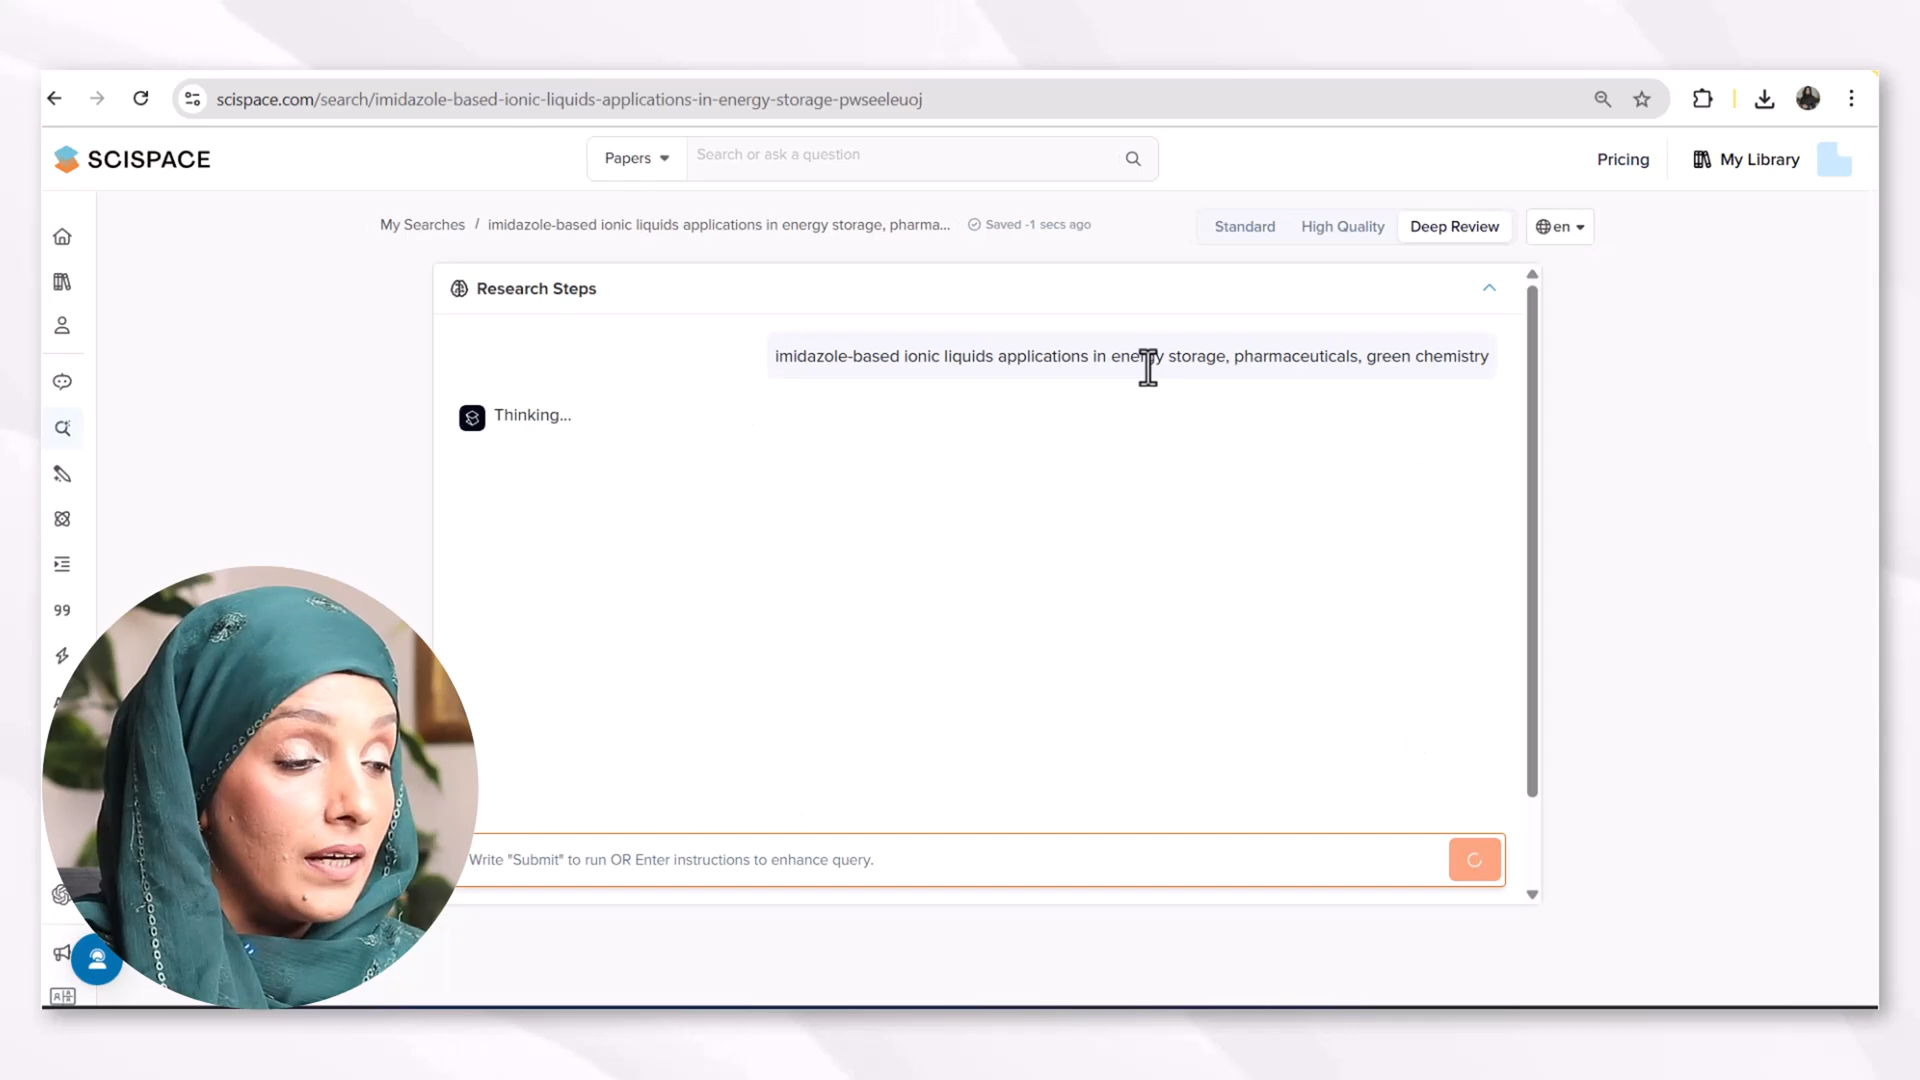 scispace.com/search/imidazole-based-ionic-liquids-applications-in-energy-storage-pwseeleuoj
SCISPACE
Papers
Search or ask a question
Pricing
My Library
My Searches / imidazole-based ionic liquids applications in energy storage, pharma...
Saved -1 secs ago
Standard
High Quality
Deep Review
en
Research Steps
imidazole-based ionic liquids applications in energy storage, pharmaceuticals, green chemistry
Thinking...
Write "Submit" to run OR Enter instructions to enhance query.